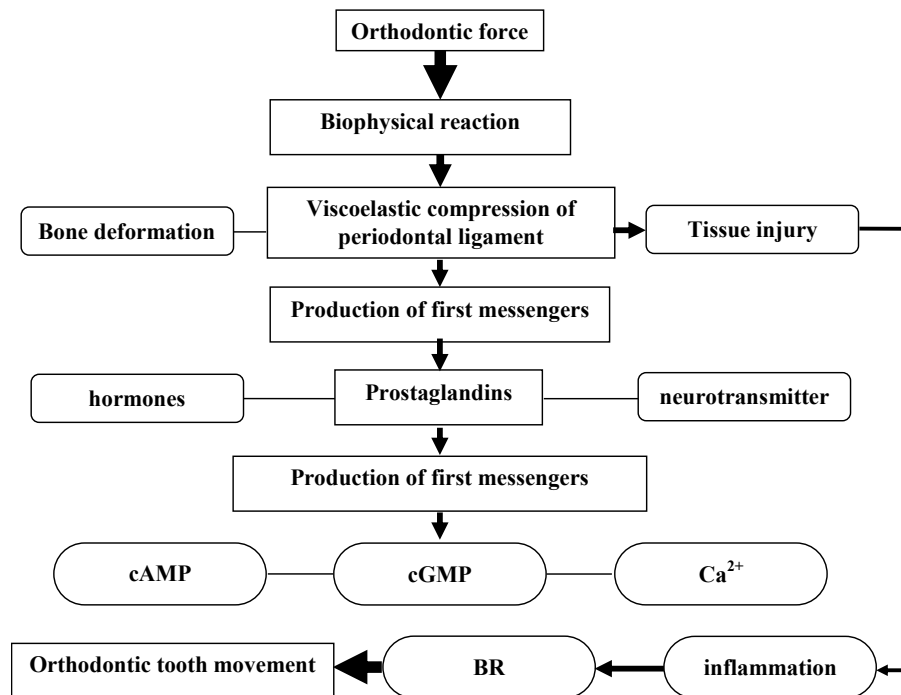 Orthodontic force
Biophysical reaction
Bone deformation
Viscoelastic compression of
periodontal ligament
Tissue injury
Production of first messengers
hormones
Prostaglandins
neurotransmitter
Production of first messengers
cAMP
cGMP
Ca²⁺
Orthodontic tooth movement
BR
inflammation